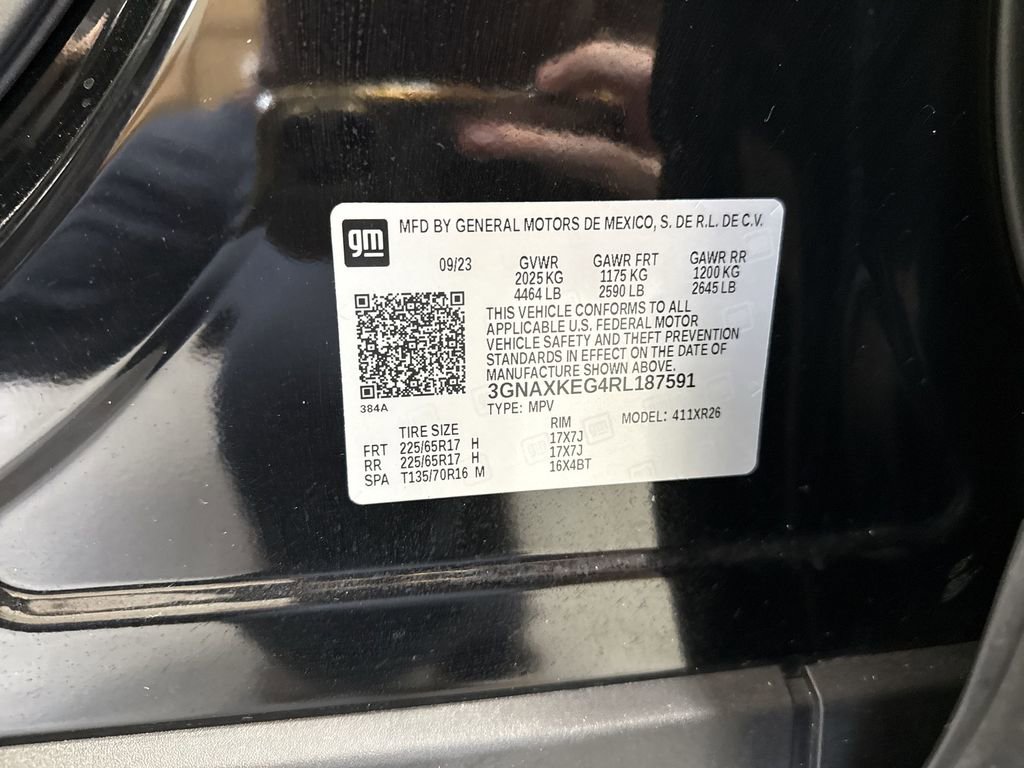 gm
MFD BY GENERAL MOTORS DE MEXICO, S. DE R.L. DE C.V.
09/23 GVWR GAWR FRT GAWR RR
2025 KG 1175 KG 1200 KG
4464 LB 2590 LB 2645 LB
THIS VEHICLE CONFORMS TO ALL
APPLICABLE U.S. FEDERAL MOTOR
VEHICLE SAFETY AND THEFT PREVENTION
STANDARDS IN EFFECT ON THE DATE OF
MANUFACTURE SHOWN ABOVE.
3GNAXKEG4RL187591
384A
TYPE: MPV MODEL: 411XR26
TIRE SIZE RIM
FRT 225/65R17 H 17X7J
RR 225/65R17 H 17X7J
SPA T135/70R16 M 16X4BT